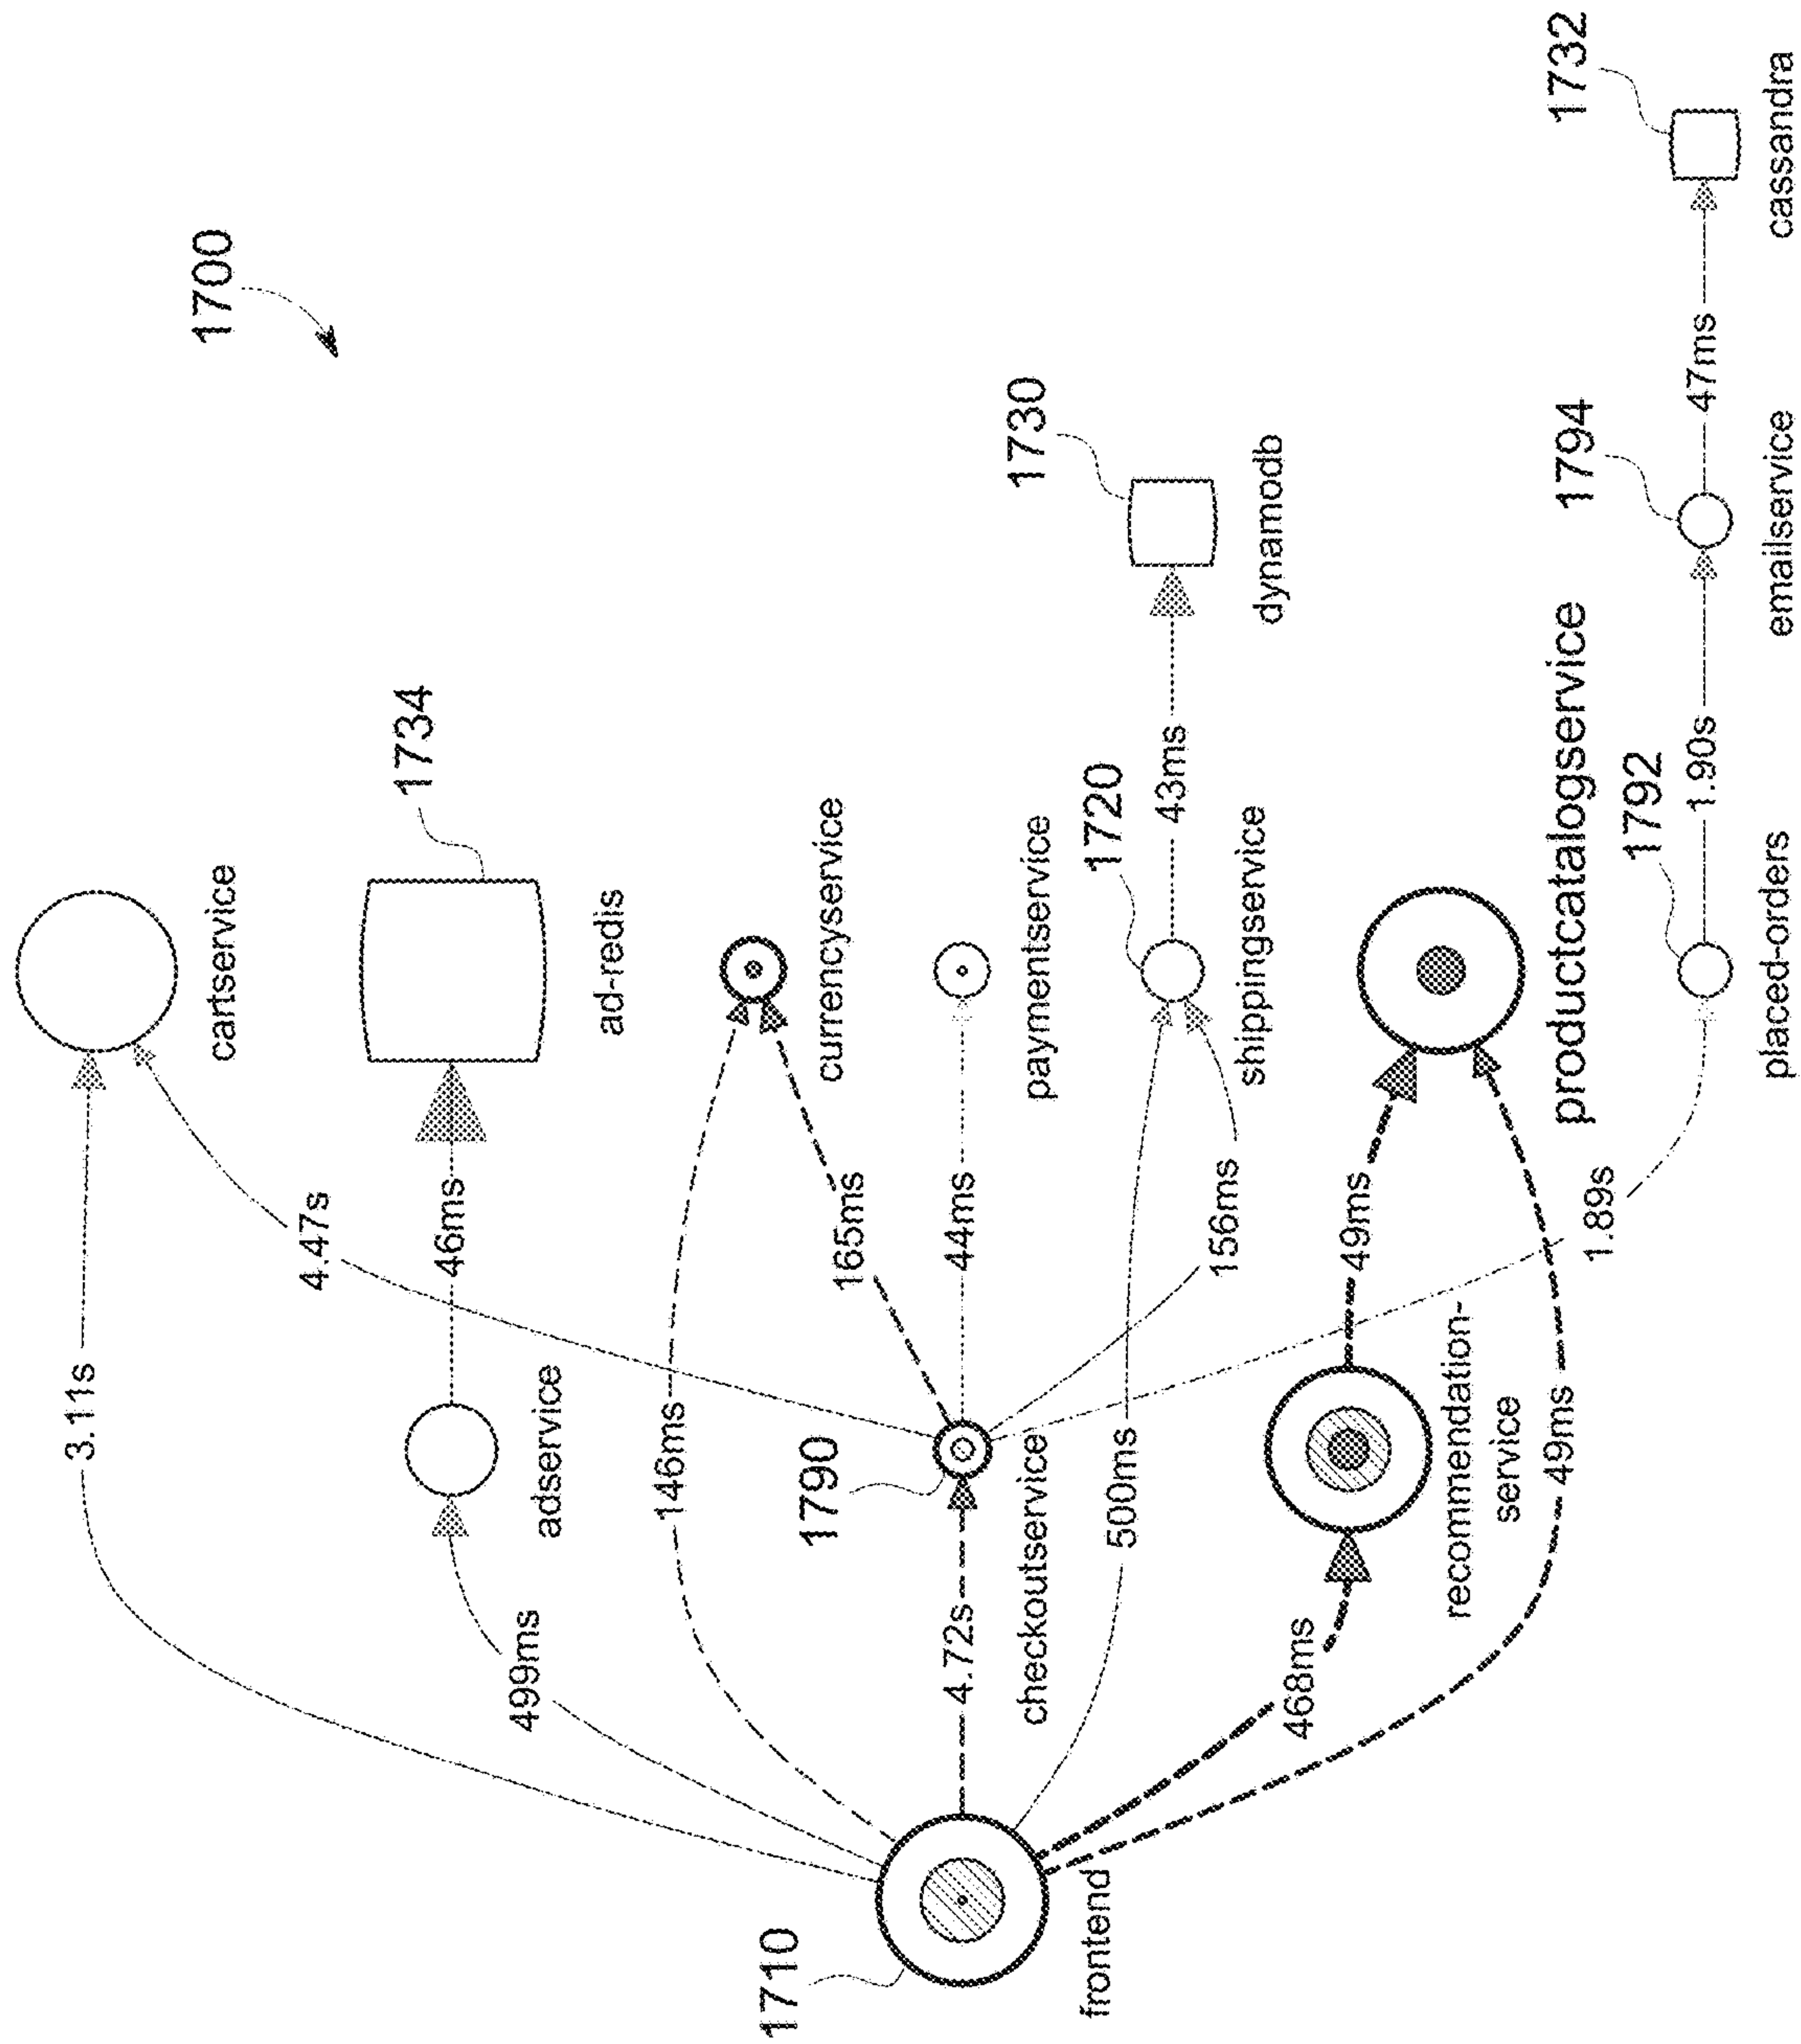 1700
3.11s
cartservice
4.47s
499ms
adservice
46ms
ad-redis
1734
146ms
currencyservice
165ms
1710
frontend
4.72s
1790
checkoutservice
44ms
paymentservice
500ms
156ms
1720
shippingservice
43ms
1730
dynamodb
468ms
recommendation-
service
49ms
49ms
productcatalogservice
1.89s
1792
placed-orders
1.90s
1794
emailservice
47ms
1732
cassandra